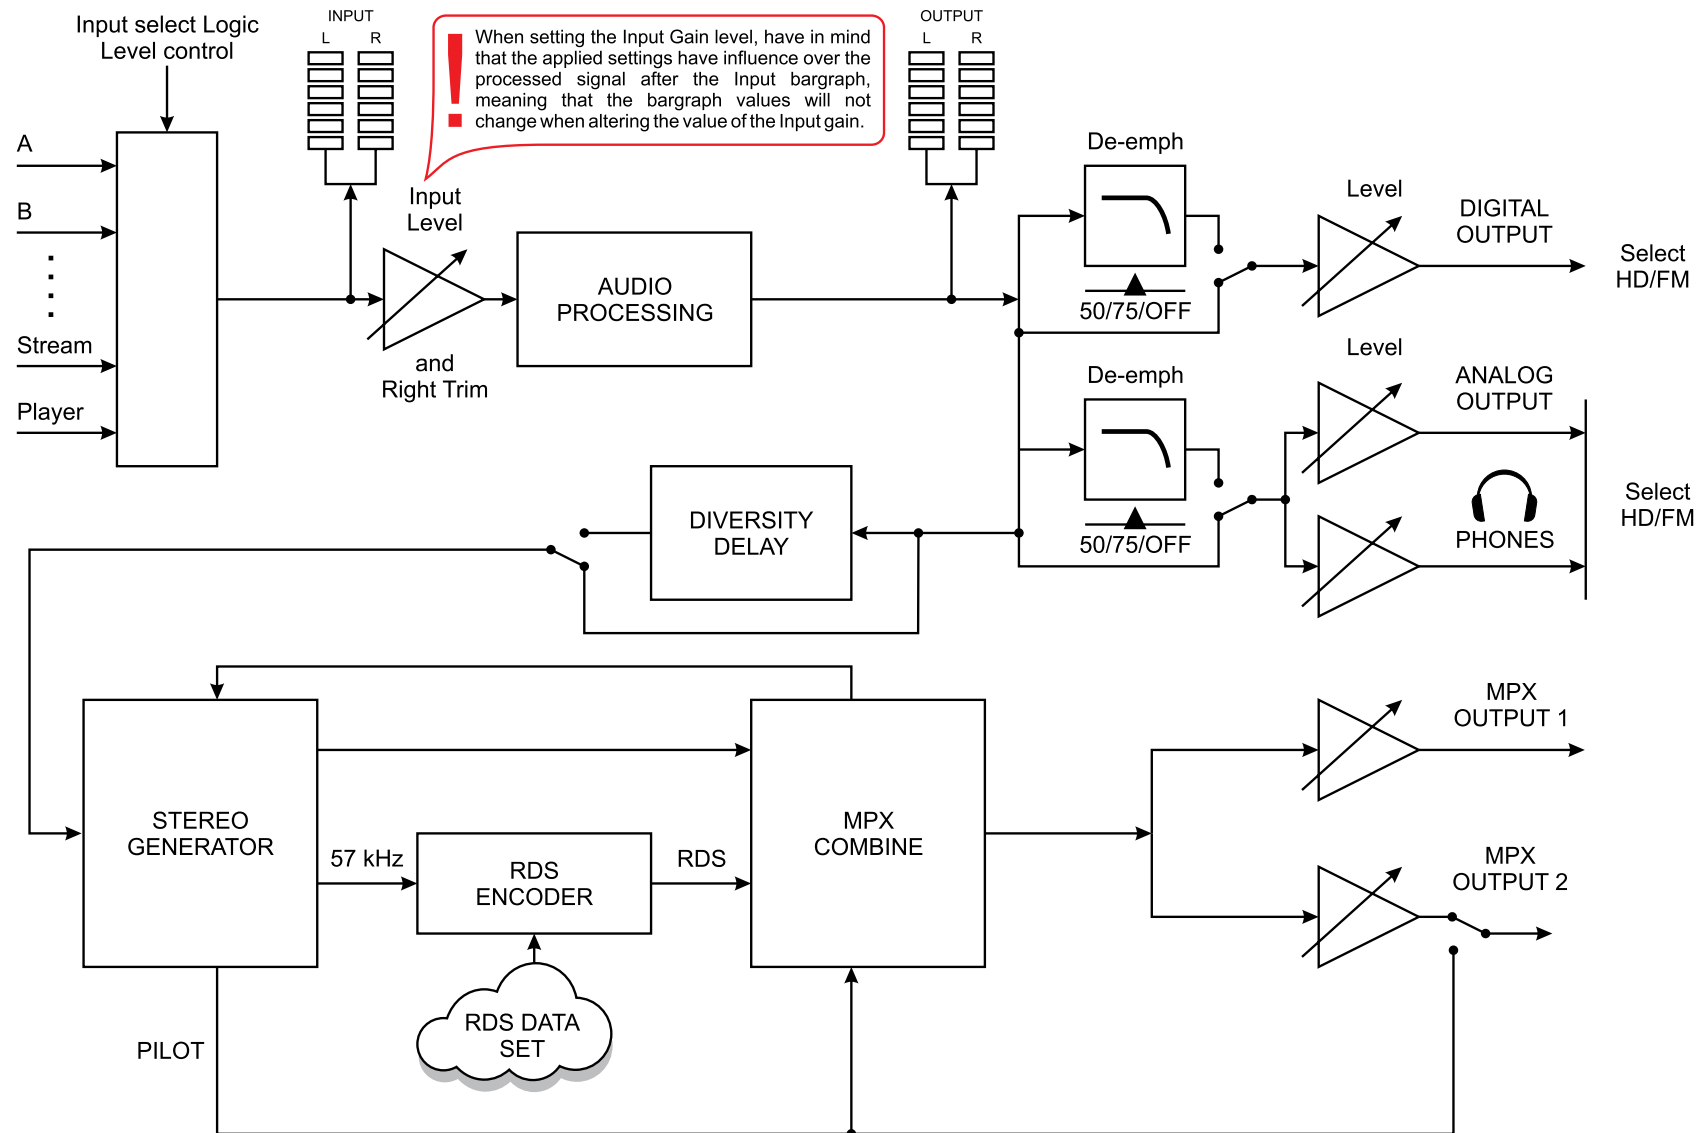 Input select Logic
Level control
INPUT
L R
When setting the Input Gain level, have in mind
that the applied settings have influence over the
processed signal after the Input bargraph,
meaning that the bargraph values will not
change when altering the value of the Input gain.
!
OUTPUT
L R
A
B
Stream
Player
Input
Level
and
Right Trim
AUDIO
PROCESSING
De-emph
50/75/OFF
Level
DIGITAL
OUTPUT
Select
HD/FM
De-emph
50/75/OFF
Level
ANALOG
OUTPUT
PHONES
Select
HD/FM
DIVERSITY
DELAY
STEREO
GENERATOR
57 kHz
RDS
ENCODER
RDS
MPX
COMBINE
RDS DATA
SET
PILOT
MPX
OUTPUT 1
MPX
OUTPUT 2